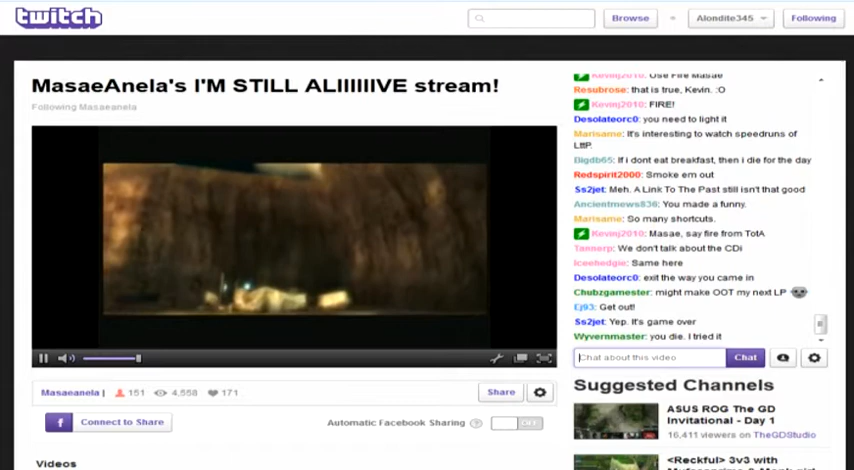 twitch
Browse
Alondite345
Following
MasaeAnela's I'M STILL ALIIIIIIVE stream!
Following Masaeanela
Kevinj2010: Use Fire Masae
Resubrose: that is true, Kevin. :O
Kevinj2010: FIRE!
Desolateorc0: you need to light it
Marisame: It's interesting to watch speedruns of
LttP.
Bigdb65: If i dont eat breakfast, then i die for the day
Redspirit2000: Smoke em out
Ss2jet: Meh. A Link To The Past still isn't that good
Ancientmews836: You made a funny.
Marisame: So many shortcuts.
Kevinj2010: Masae, say fire from TotA
Tannerp: We don't talk about the CDi
Iceehedgie: Same here
Desolateorc0: exit the way you came in
Chubzgamester: might make OOT my next LP
Ej93: Get out!
Ss2jet: Yep. It's game over
Wyvernmaster: you die. I tried it
Chat about this video
Chat
Masaeanela |
151
4,558
171
Share
f Connect to Share
Automatic Facebook Sharing ? OFF
Videos
Suggested Channels
ASUS ROG The GD
Invitational - Day 1
16,411 viewers on TheGDStudio
<Reckful> 3v3 with